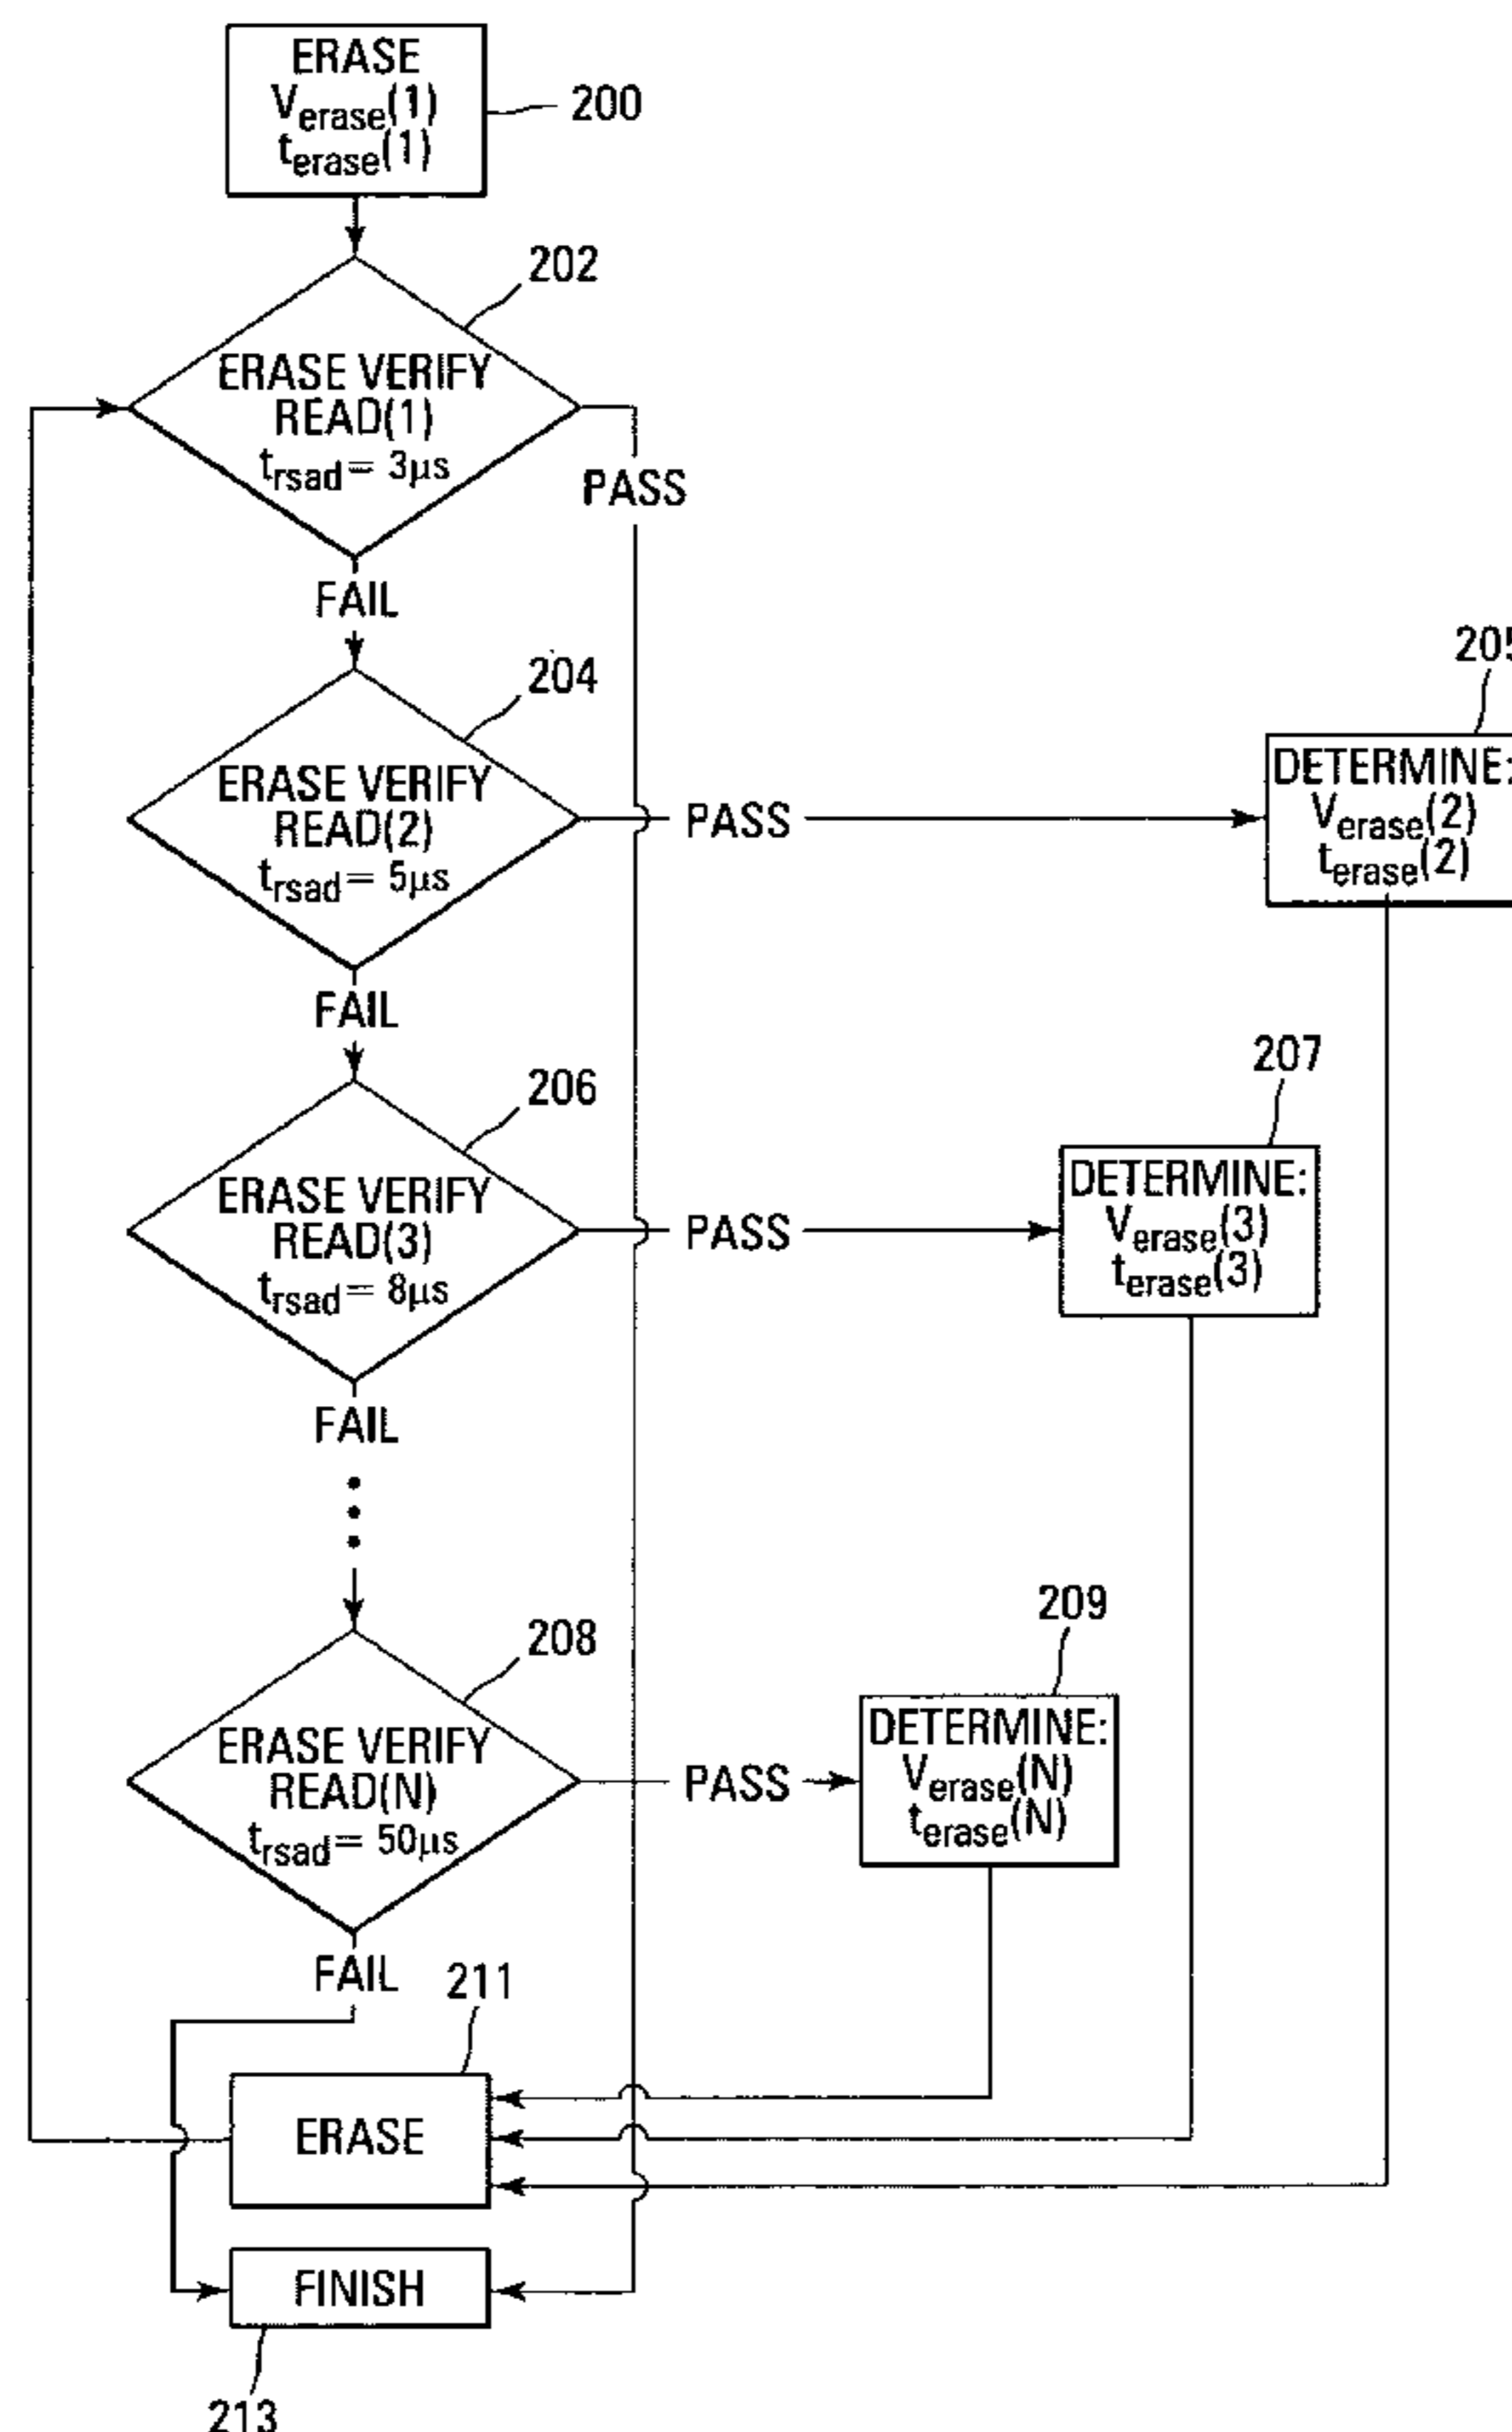 ERASE
Verase(1)
terase(1)
200
202
ERASE VERIFY
READ(1)
trsad = 3µs
PASS
FAIL
204
ERASE VERIFY
READ(2)
trsad = 5µs
PASS
205
DETERMINE:
Verase(2)
terase(2)
FAIL
206
ERASE VERIFY
READ(3)
trsad = 8µs
PASS
207
DETERMINE:
Verase(3)
terase(3)
FAIL
208
ERASE VERIFY
READ(N)
trsad = 50µs
PASS
209
DETERMINE:
Verase(N)
terase(N)
FAIL
211
ERASE
FINISH
213